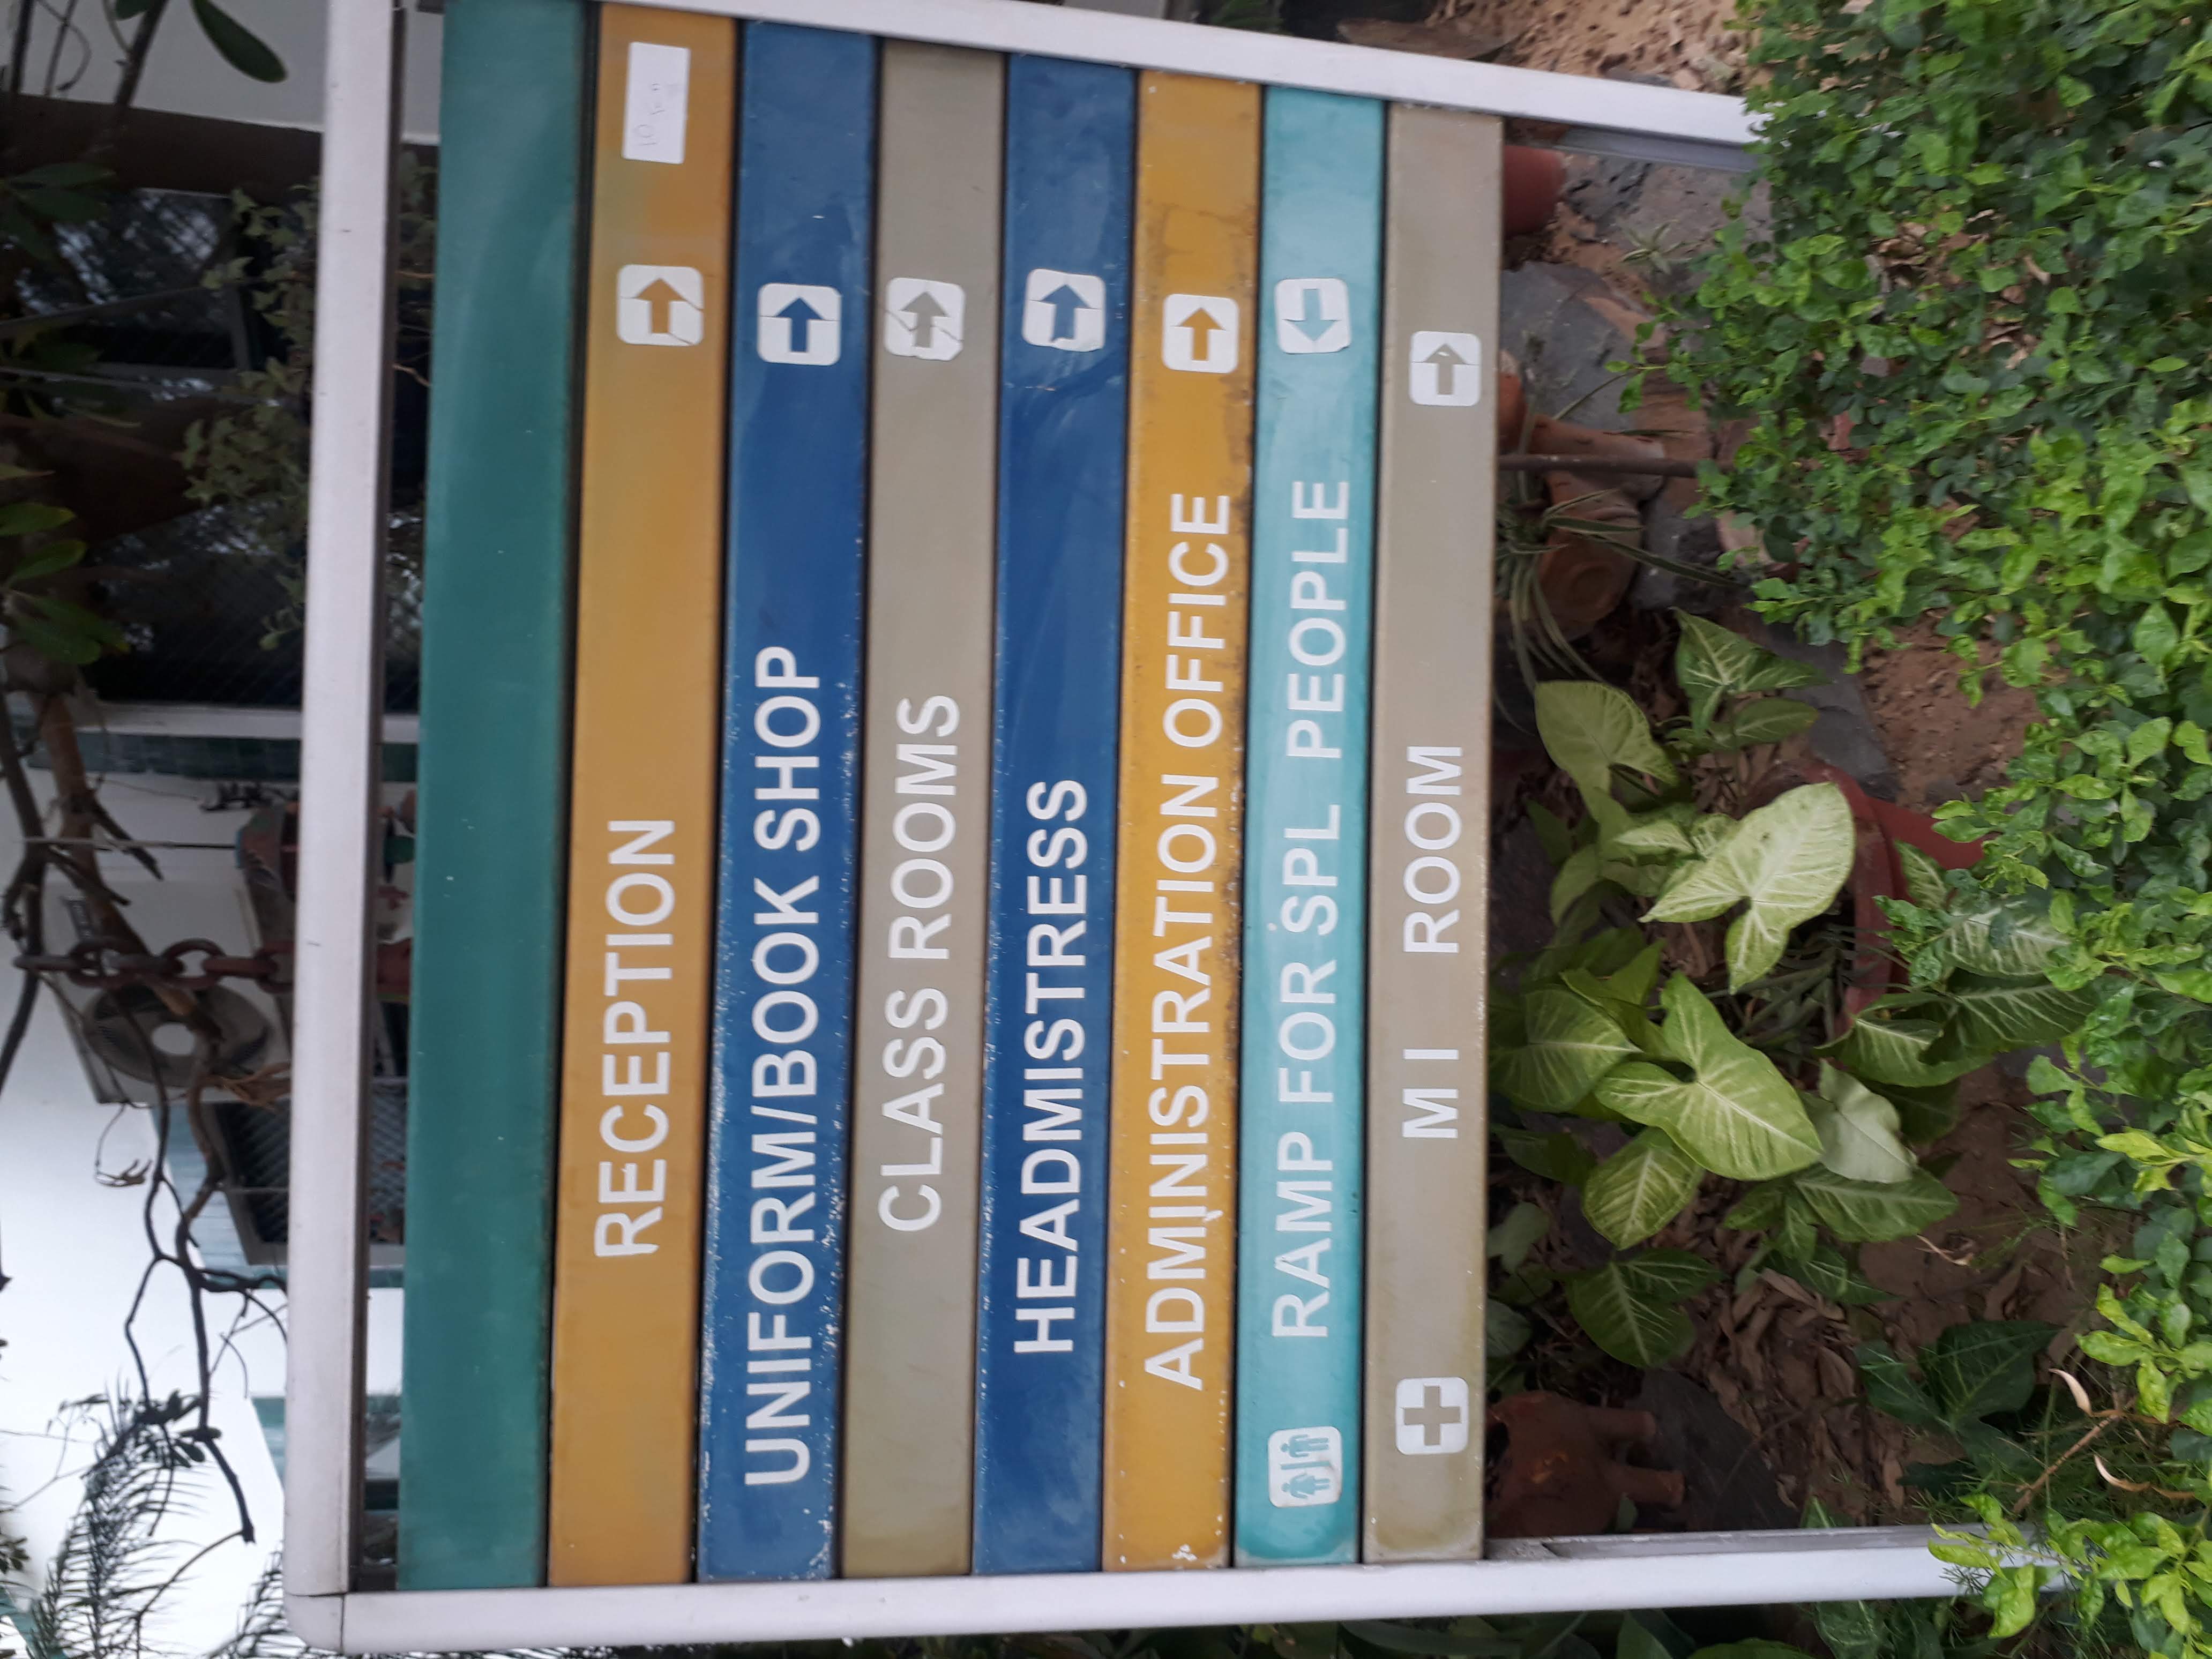 RECEPTION
UNIFORM/BOOK SHOP
CLASS ROOMS
HEADMISTRESS
ADMINISTRATION OFFICE
RAMP FOR SPL PEOPLE
M I ROOM